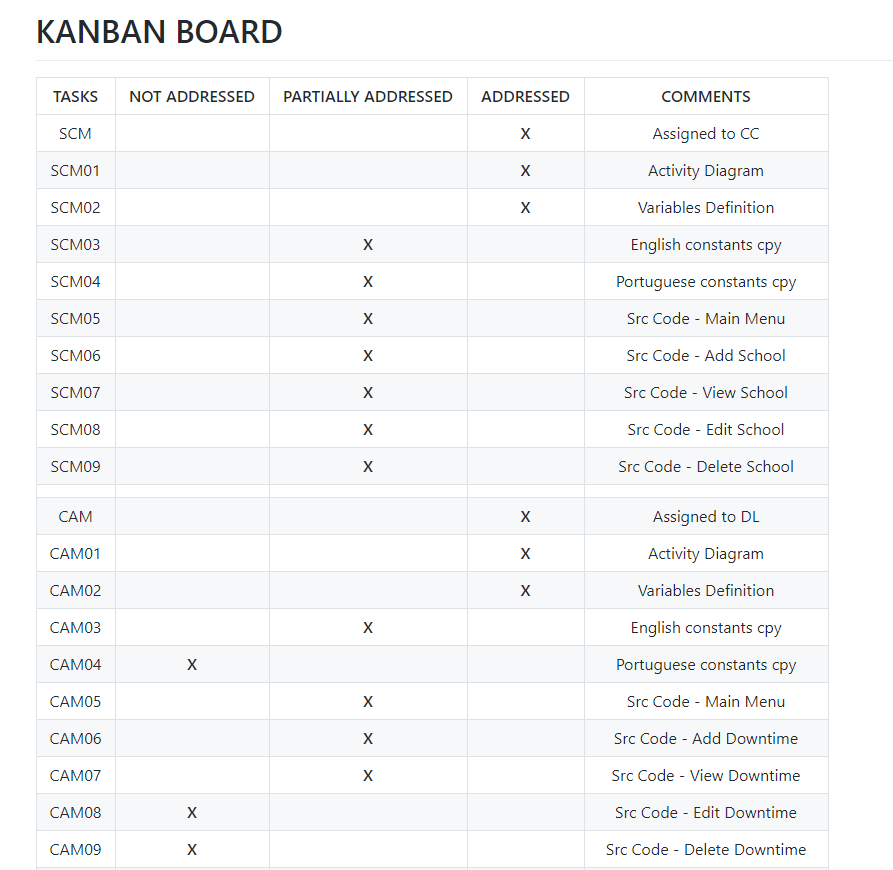 KANBAN BOARD
TASKS NOT ADDRESSED PARTIALLY ADDRESSED ADDRESSED COMMENTS
SCM X Assigned to CC
SCM01 X Activity Diagram
SCM02 X Variables Definition
SCM03 X English constants cpy
SCM04 X Portuguese constants cpy
SCM05 X Src Code - Main Menu
SCM06 X Src Code - Add School
SCM07 X Src Code - View School
SCM08 X Src Code - Edit School
SCM09 X Src Code - Delete School
CAM X Assigned to DL
CAM01 X Activity Diagram
CAM02 X Variables Definition
CAM03 X English constants cpy
CAM04 X Portuguese constants cpy
CAM05 X Src Code - Main Menu
CAM06 X Src Code - Add Downtime
CAM07 X Src Code - View Downtime
CAM08 X Src Code - Edit Downtime
CAM09 X Src Code - Delete Downtime